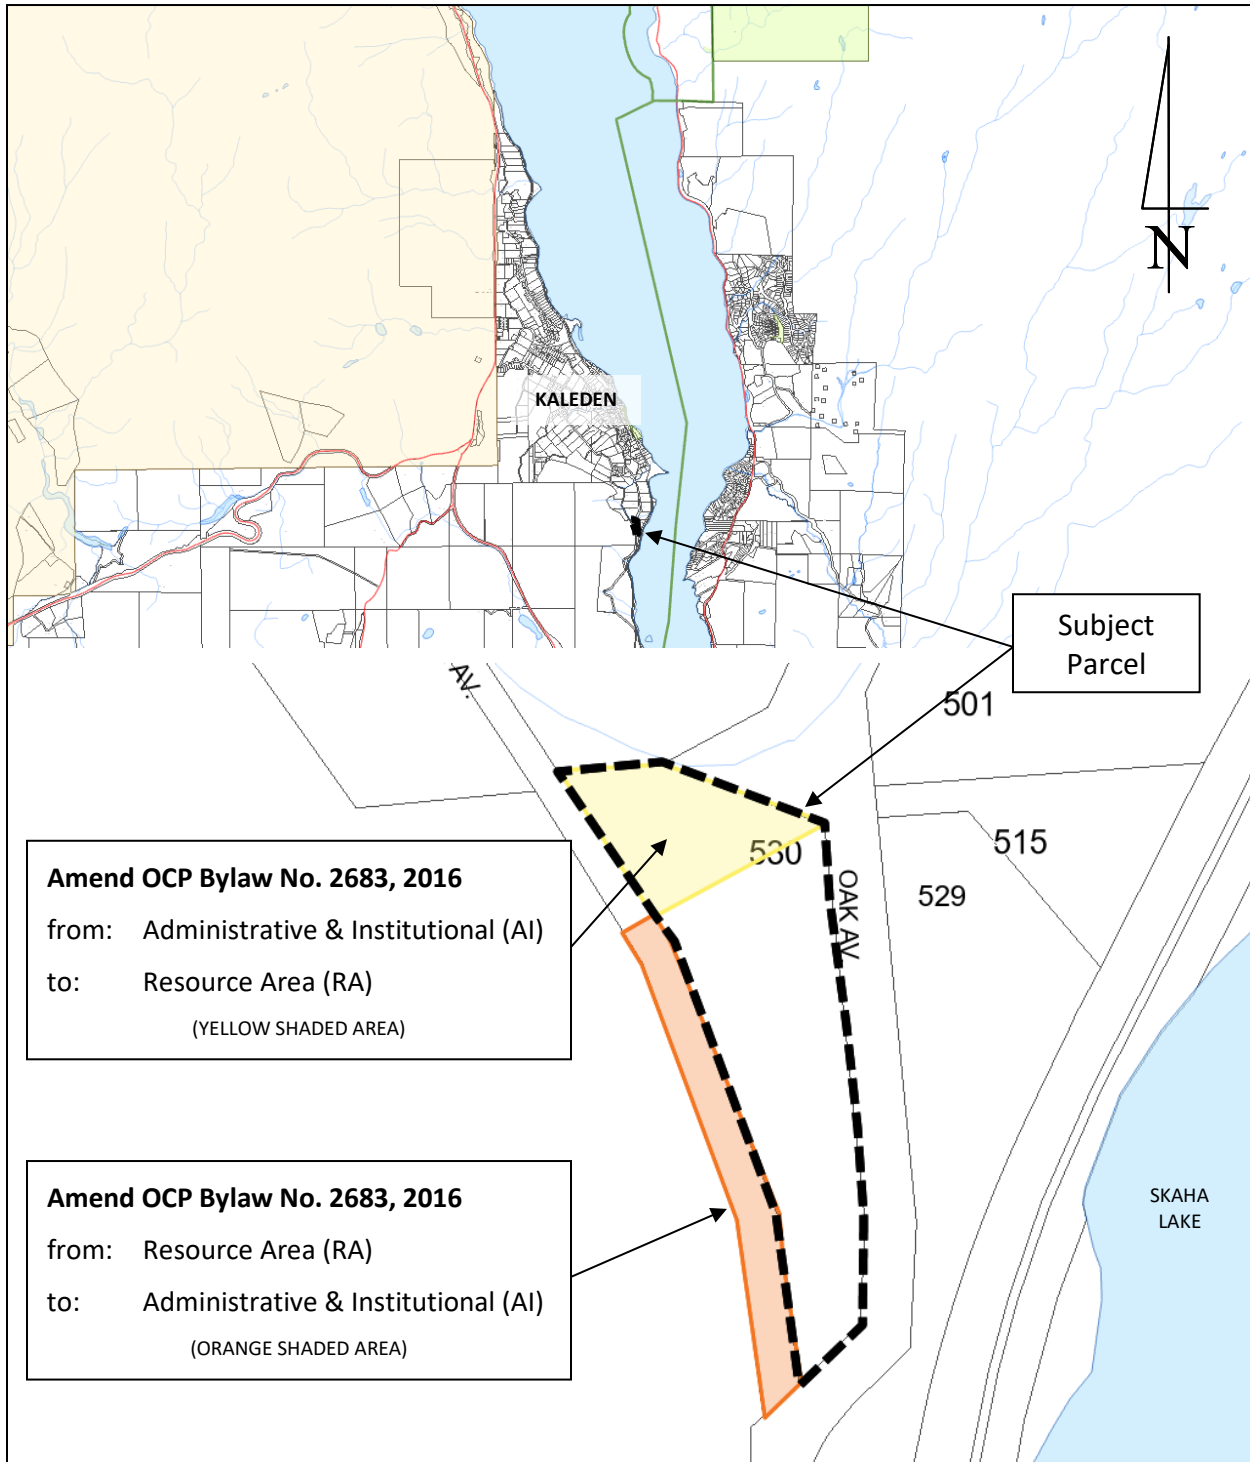 N
KALEDEN
Subject
Parcel
AV.
501
530
515
529
OAK AV.
Amend OCP Bylaw No. 2683, 2016
from: Administrative & Institutional (AI)
to: Resource Area (RA)
(YELLOW SHADED AREA)
Amend OCP Bylaw No. 2683, 2016
from: Resource Area (RA)
to: Administrative & Institutional (AI)
(ORANGE SHADED AREA)
SKAHA
LAKE